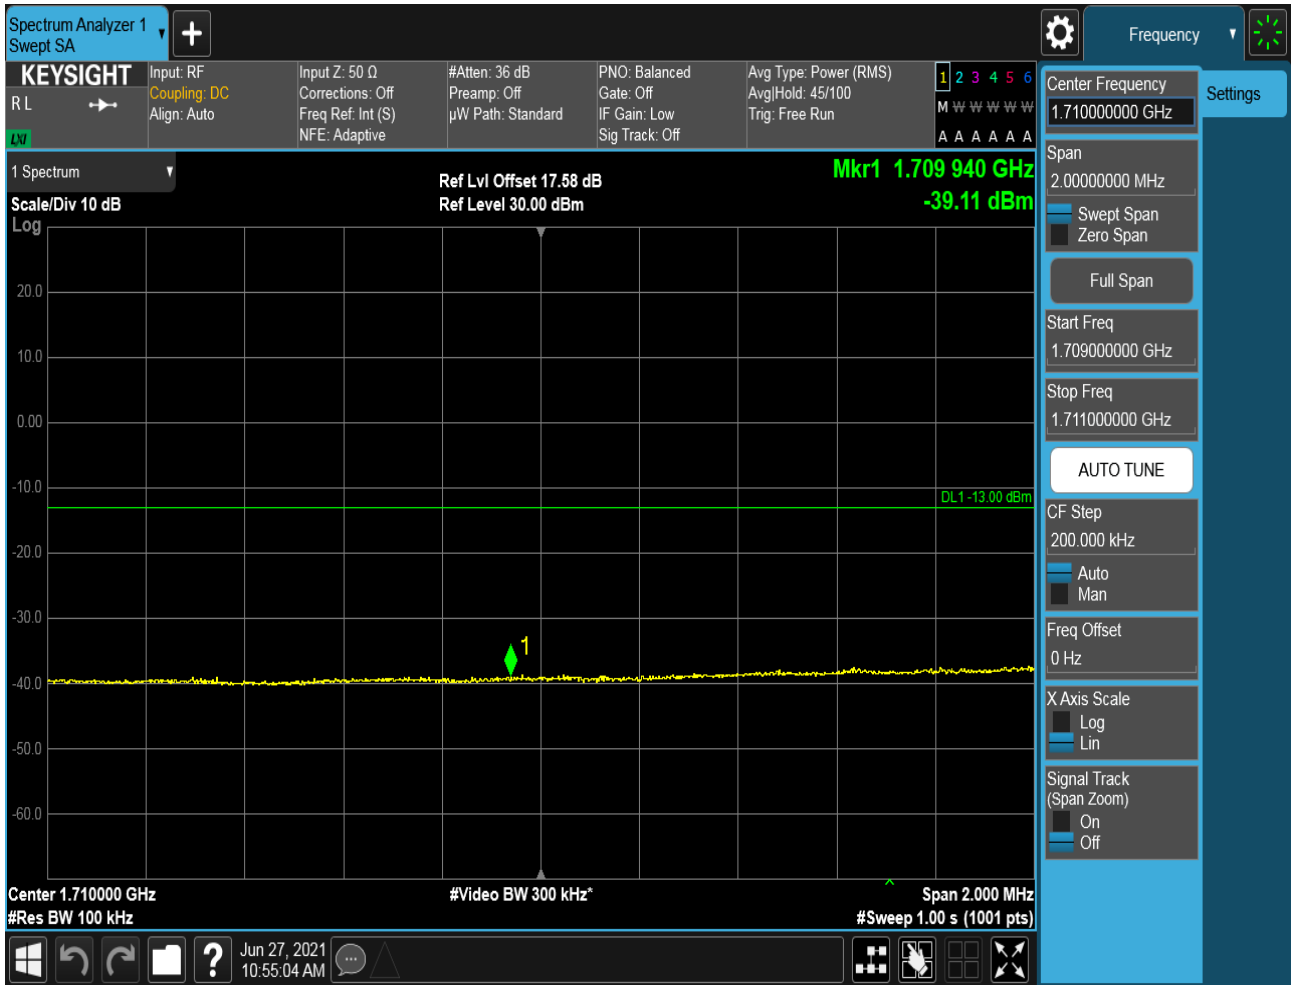 Spectrum Analyzer 1
Swept SA
Frequency
KEYSIGHT
R L
LXI
Input: RF
Coupling: DC
Align: Auto
Input Z: 50 Ω
Corrections: Off
Freq Ref: Int (S)
NFE: Adaptive
#Atten: 36 dB
Preamp: Off
µW Path: Standard
PNO: Balanced
Gate: Off
IF Gain: Low
Sig Track: Off
Avg Type: Power (RMS)
Avg|Hold: 45/100
Trig: Free Run
1 2 3 4 5 6
M W W W W W
A A A A A A
1 Spectrum
Scale/Div 10 dB
Log
Ref Lvl Offset 17.58 dB
Ref Level 30.00 dBm
Mkr1 1.709 940 GHz
-39.11 dBm
20.0
10.0
0.00
-10.0
DL1 -13.00 dBm
-20.0
-30.0
1
-40.0
-50.0
-60.0
Center 1.710000 GHz
#Res BW 100 kHz
#Video BW 300 kHz*
Span 2.000 MHz
#Sweep 1.00 s (1001 pts)
Center Frequency
1.710000000 GHz
Settings
Span
2.00000000 MHz
Swept Span
Zero Span
Full Span
Start Freq
1.709000000 GHz
Stop Freq
1.711000000 GHz
AUTO TUNE
CF Step
200.000 kHz
Auto
Man
Freq Offset
0 Hz
X Axis Scale
Log
Lin
Signal Track
(Span Zoom)
On
Off
?
Jun 27, 2021
10:55:04 AM